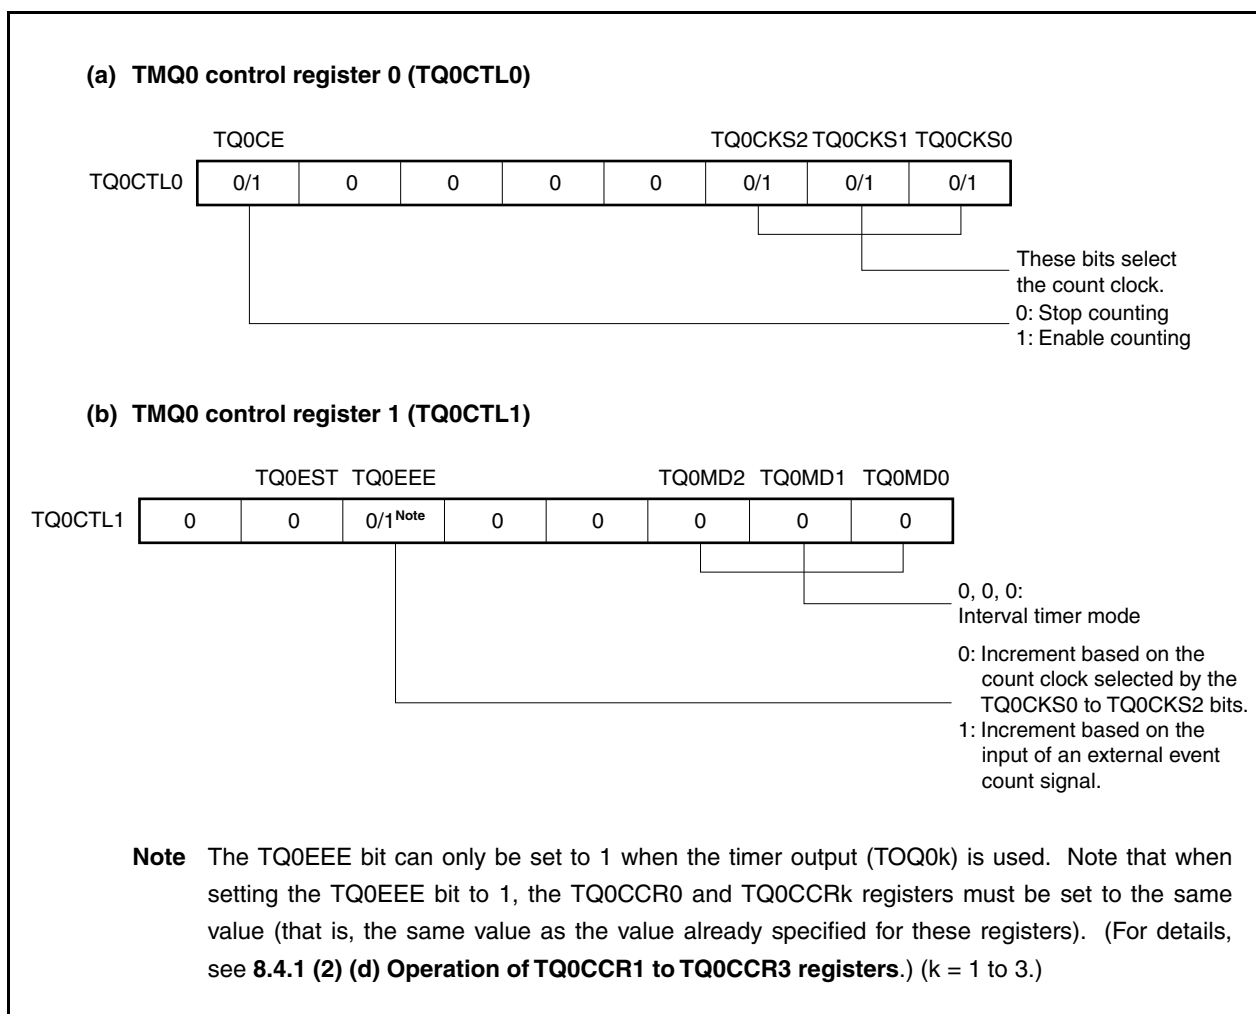 (a) TMQ0 control register 0 (TQ0CTL0)
TQ0CE TQ0CKS2 TQ0CKS1 TQ0CKS0
TQ0CTL0 0/1 0 0 0 0 0/1 0/1 0/1
These bits select
the count clock.
0: Stop counting
1: Enable counting
(b) TMQ0 control register 1 (TQ0CTL1)
TQ0EST TQ0EEE TQ0MD2 TQ0MD1 TQ0MD0
TQ0CTL1 0 0 0/1Note 0 0 0 0 0
0, 0, 0:
Interval timer mode
0: Increment based on the
count clock selected by the
TQ0CKS0 to TQ0CKS2 bits.
1: Increment based on the
input of an external event
count signal.
Note The TQ0EEE bit can only be set to 1 when the timer output (TOQ0k) is used. Note that when
setting the TQ0EEE bit to 1, the TQ0CCR0 and TQ0CCRk registers must be set to the same
value (that is, the same value as the value already specified for these registers). (For details,
see 8.4.1 (2) (d) Operation of TQ0CCR1 to TQ0CCR3 registers.) (k = 1 to 3.)